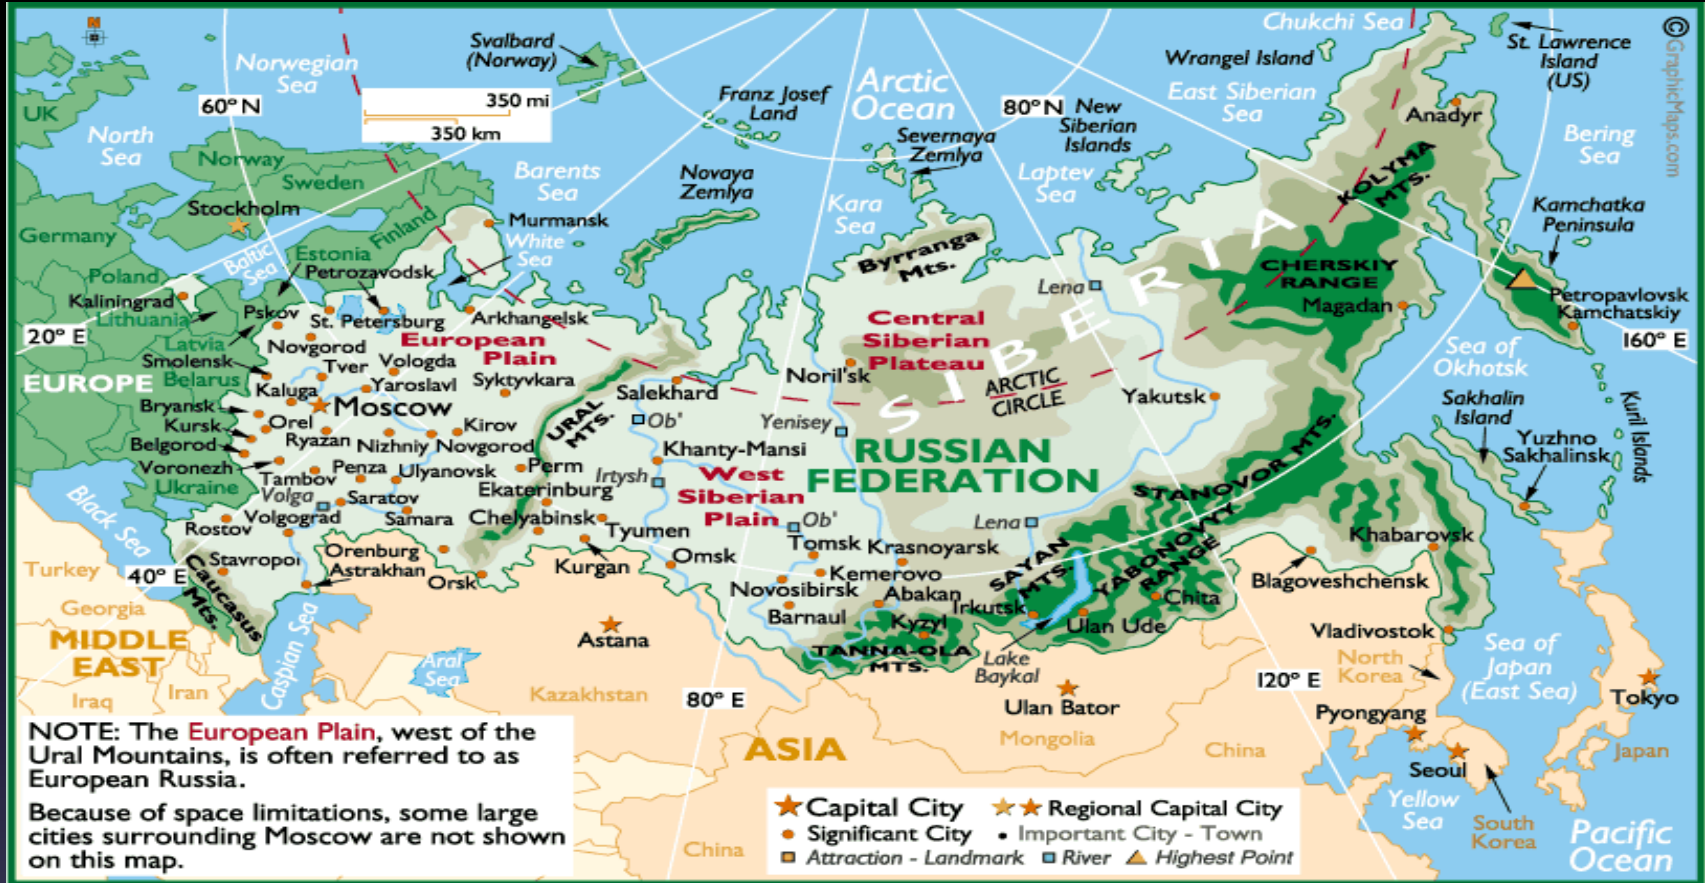 N
Svalbard
(Norway)
Chukchi Sea
© GraphicMaps.com
Norwegian
Sea
Wrangel Island
St. Lawrence
Island
(US)
350 mi
350 km
60º N
UK
North
Sea
Franz Josef
Land
Arctic
Ocean
80º N
New
Siberian
Islands
East Siberian
Sea
Anadyr
Bering
Sea
Norway
Sweden
Stockholm
Germany
Finland
Barents
Sea
Novaya
Zemlya
Severnaya
Zemlya
Kara
Sea
Laptev
Sea
KOLYMA
MTS.
Kamchatka
Peninsula
Murmansk
White
Sea
Baltic
Sea
Estonia
Petrozavodsk
Poland
Kaliningrad
Lithuania
Byrranga
Mts.
Lena
SIBERIA
CHERSKIY
RANGE
Magadan
Petropavlovsk
Kamchatskiy
160º E
20º E
Pskov
St. Petersburg
Arkhangelsk
European
Plain
Latvia
Novgorod
Smolensk
Tver
Vologda
EUROPE
Belarus
Kaluga
Yaroslavl
Syktyvkara
Bryansk
Moscow
Kursk
Orel
Belgorod
Ryazan
Kirov
Nizhniy Novgorod
Voronezh
Tambov
Penza
Ulyanovsk
Perm
Ukraine
Volga
Saratov
Ekaterinburg
Rostov
Volgograd
Samara
Chelyabinsk
Tyumen
URAL
MTS.
Salekhard
Ob'
Khanty-Mansi
Irtysh
West
Siberian
Plain
Ob'
Noril'sk
Central
Siberian
Plateau
ARCTIC
CIRCLE
Yenisey
RUSSIAN
FEDERATION
Yakutsk
Sea of
Okhotsk
Sakhalin
Island
Kuril Islands
Yuzhno
Sakhalinsk
STANOVOR MTS.
Lena
Khabarovsk
Black Sea
Turkey
40º E
Stavropoi
Caucasus
Mts.
Orenburg
Astrakhan
Orsk
Kurgan
Omsk
Tomsk
Krasnoyarsk
Kemerovo
Novosibirsk
Abakan
Barnaul
Kyzyl
TANNA-OLA
MTS.
SAYAN
MTS.
YABONOVYY
RANGE
Irkutsk
Ulan Ude
Chita
Lake
Baykal
Blagoveshchensk
Vladivostok
Georgia
MIDDLE
EAST
Iraq
Iran
Caspian Sea
Aral
Sea
Astana
Kazakhstan
80º E
Ulan Bator
Mongolia
ASIA
China
China
120º E
North
Korea
Pyongyang
Seoul
South
Korea
Yellow
Sea
Sea of
Japan
(East Sea)
Tokyo
Japan
Pacific
Ocean
NOTE: The European Plain, west of the
Ural Mountains, is often referred to as
European Russia.
Because of space limitations, some large
cities surrounding Moscow are not shown
on this map.
Capital City
Regional Capital City
Significant City
Important City - Town
Attraction - Landmark
River
Highest Point